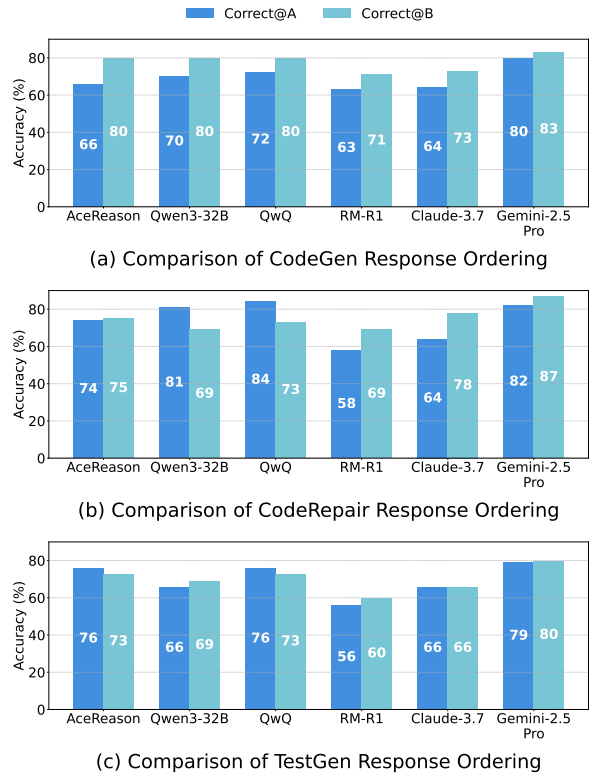 Correct@A Correct@B
Accuracy (%)
80
60
40
20
0
66 80 70 80 72 80 63 71 64 73 80 83
AceReason Qwen3-32B QwQ RM-R1 Claude-3.7 Gemini-2.5
Pro
(a) Comparison of CodeGen Response Ordering
Accuracy (%)
80
60
40
20
0
74 75 81 69 84 73 58 69 64 78 82 87
AceReason Qwen3-32B QwQ RM-R1 Claude-3.7 Gemini-2.5
Pro
(b) Comparison of CodeRepair Response Ordering
Accuracy (%)
80
60
40
20
0
76 73 66 69 76 73 56 60 66 66 79 80
AceReason Qwen3-32B QwQ RM-R1 Claude-3.7 Gemini-2.5
Pro
(c) Comparison of TestGen Response Ordering